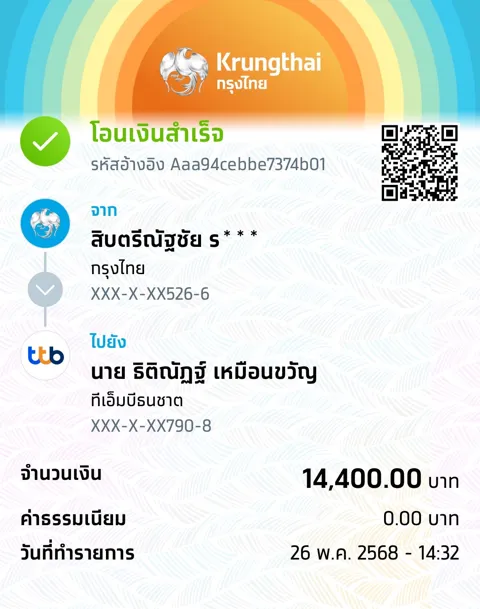 Krungthai
กรุงไทย
โอนเงินสำเร็จ
รหัสอ้างอิง Aaa94cebbe7374b01
จาก
สิบตรีณัฐชัย ร***
กรุงไทย
XXX-X-XX526-6
ไปยัง
ttb
นาย ธิติณัฏฐ์ เหมือนขวัญ
ทีเอ็มบีธนชาต
XXX-X-XX790-8
จำนวนเงิน 14,400.00 บาท
ค่าธรรมเนียม 0.00 บาท
วันที่ทำรายการ 26 พ.ค. 2568 - 14:32